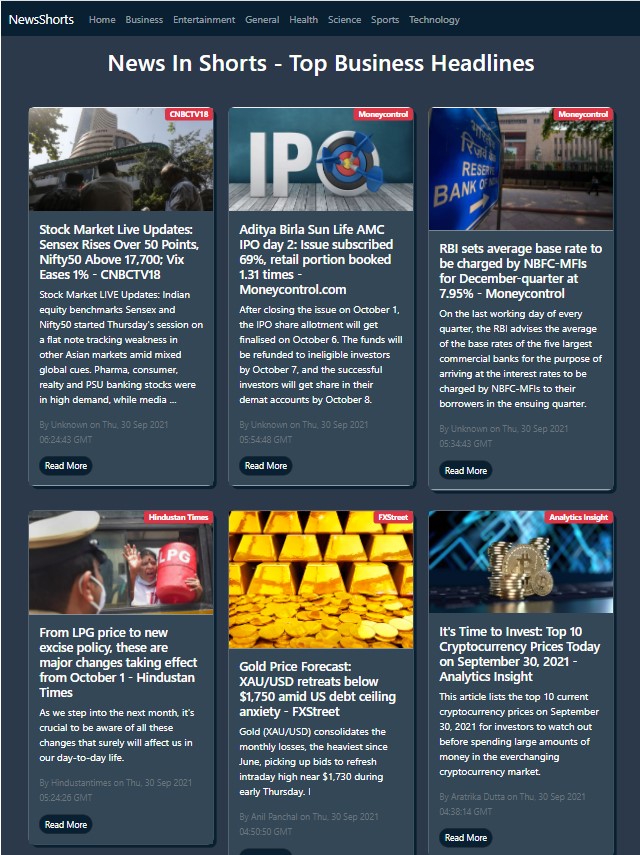 NewsShorts Home Business Entertainment General Health Science Sports Technology
News In Shorts - Top Business Headlines
CNBCTV18
Stock Market Live Updates:
Sensex Rises Over 50 Points,
Nifty50 Above 17,700; Vix
Eases 1% - CNBCTV18
Stock Market LIVE Updates: Indian
equity benchmarks Sensex and
Nifty50 started Thursday's session on
a flat note tracking weakness in
other Asian markets amid mixed
global cues. Pharma, consumer,
realty and PSU banking stocks were
in high demand, while media ...
By Unknown on Thu, 30 Sep 2021
06:24:43 GMT
Read More
Moneycontrol
IPO
Aditya Birla Sun Life AMC
IPO day 2: Issue subscribed
69%, retail portion booked
1.31 times -
Moneycontrol.com
After closing the issue on October 1,
the IPO share allotment will get
finalised on October 6. The funds will
be refunded to ineligible investors
by October 7, and the successful
investors will get share in their
demat accounts by October 8.
By Unknown on Thu, 30 Sep 2021
05:54:48 GMT
Read More
Moneycontrol
भारतीय
रिज़र्व बैंक
RESERVE
BANK OF
RBI sets average base rate to
be charged by NBFC-MFIs
for December-quarter at
7.95% - Moneycontrol
On the last working day of every
quarter, the RBI advises the average
of the base rates of the five largest
commercial banks for the purpose of
arriving at the interest rates to be
charged by NBFC-MFIs to their
borrowers in the ensuing quarter.
By Unknown on Thu, 30 Sep 2021
05:34:43 GMT
Read More
Hindustan Times
LPG
From LPG price to new
excise policy, these are
major changes taking effect
from October 1 - Hindustan
Times
As we step into the next month, it's
crucial to be aware of all these
changes that surely will affect us in
our day-to-day life.
By Hindustantimes on Thu, 30 Sep 2021
05:24:26 GMT
Read More
FXStreet
Gold Price Forecast:
XAU/USD retreats below
$1,750 amid US debt ceiling
anxiety - FXStreet
Gold (XAU/USD) consolidates the
monthly losses, the heaviest since
June, picking up bids to refresh
intraday high near $1,730 during
early Thursday. I
By Anil Panchal on Thu, 30 Sep 2021
04:50:50 GMT
Analytics Insight
It's Time to Invest: Top 10
Cryptocurrency Prices Today
on September 30, 2021 -
Analytics Insight
This article lists the top 10 current
cryptocurrency prices on September
30, 2021 for investors to watch out
before spending large amounts of
money in the everchanging
cryptocurrency market.
By Aratrika Dutta on Thu, 30 Sep 2021
04:38:14 GMT
Read More